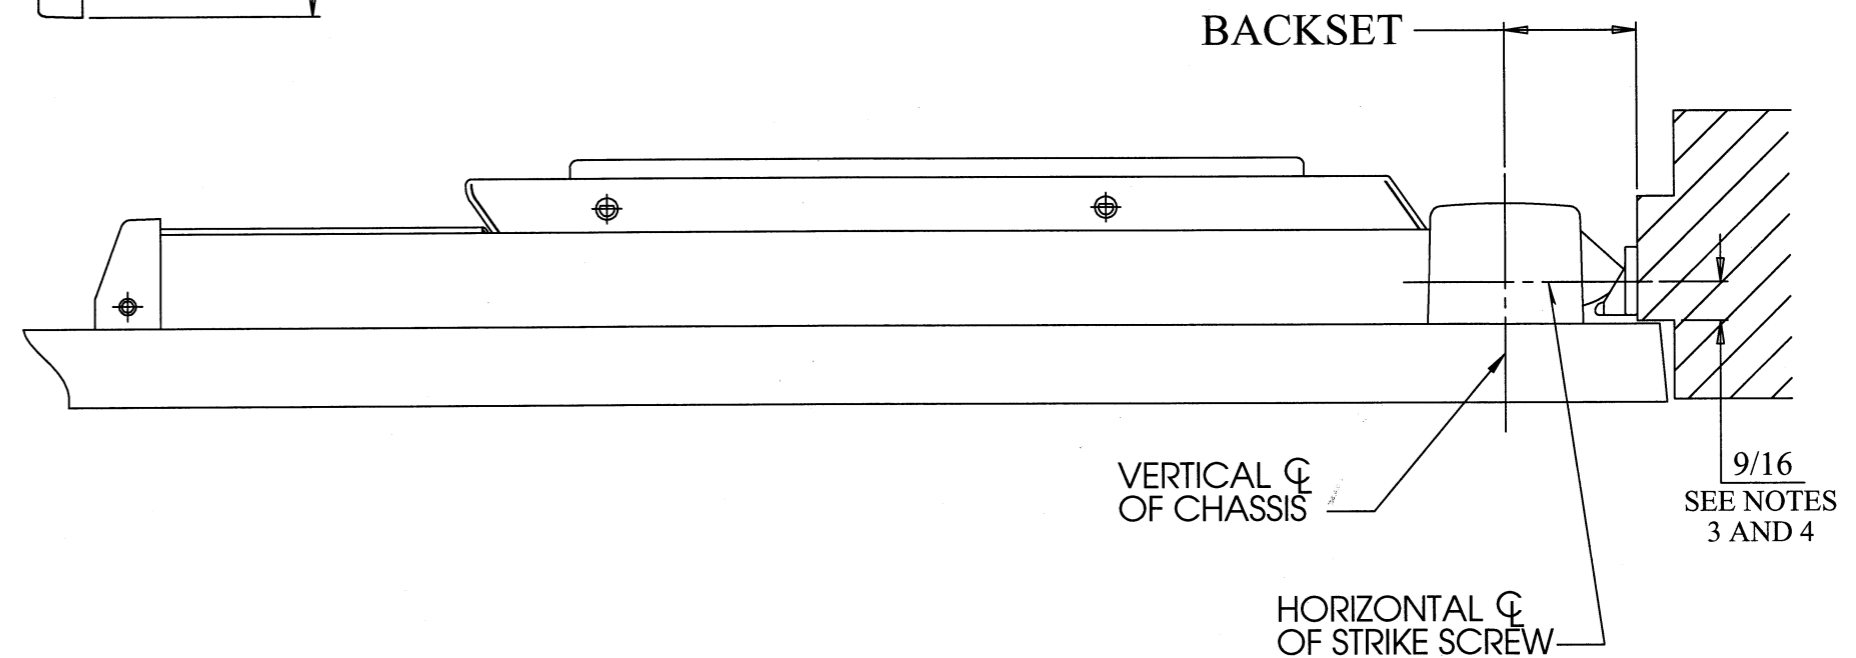 BACKSET
VERTICAL ℄
OF CHASSIS
9/16
SEE NOTES
3 AND 4
HORIZONTAL ℄
OF STRIKE SCREW